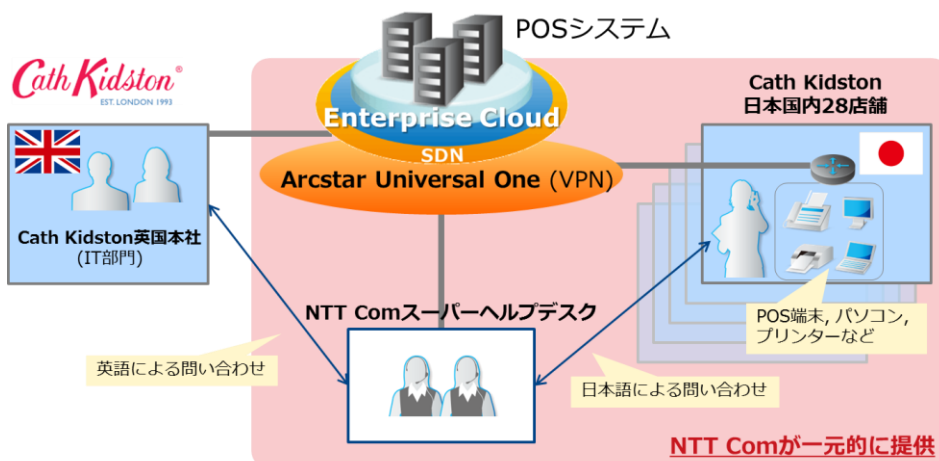 POSシステム
Cath Kidston®
EST. LONDON 1993
Enterprise Cloud
SDN
Arcstar Universal One (VPN)
Cath Kidston
日本国内28店舗
Cath Kidston英国本社
(IT部門)
NTT Comスーパーヘルプデスク
POS端末, パソコン,
プリンターなど
英語による問い合わせ
日本語による問い合わせ
NTT Comが一元的に提供